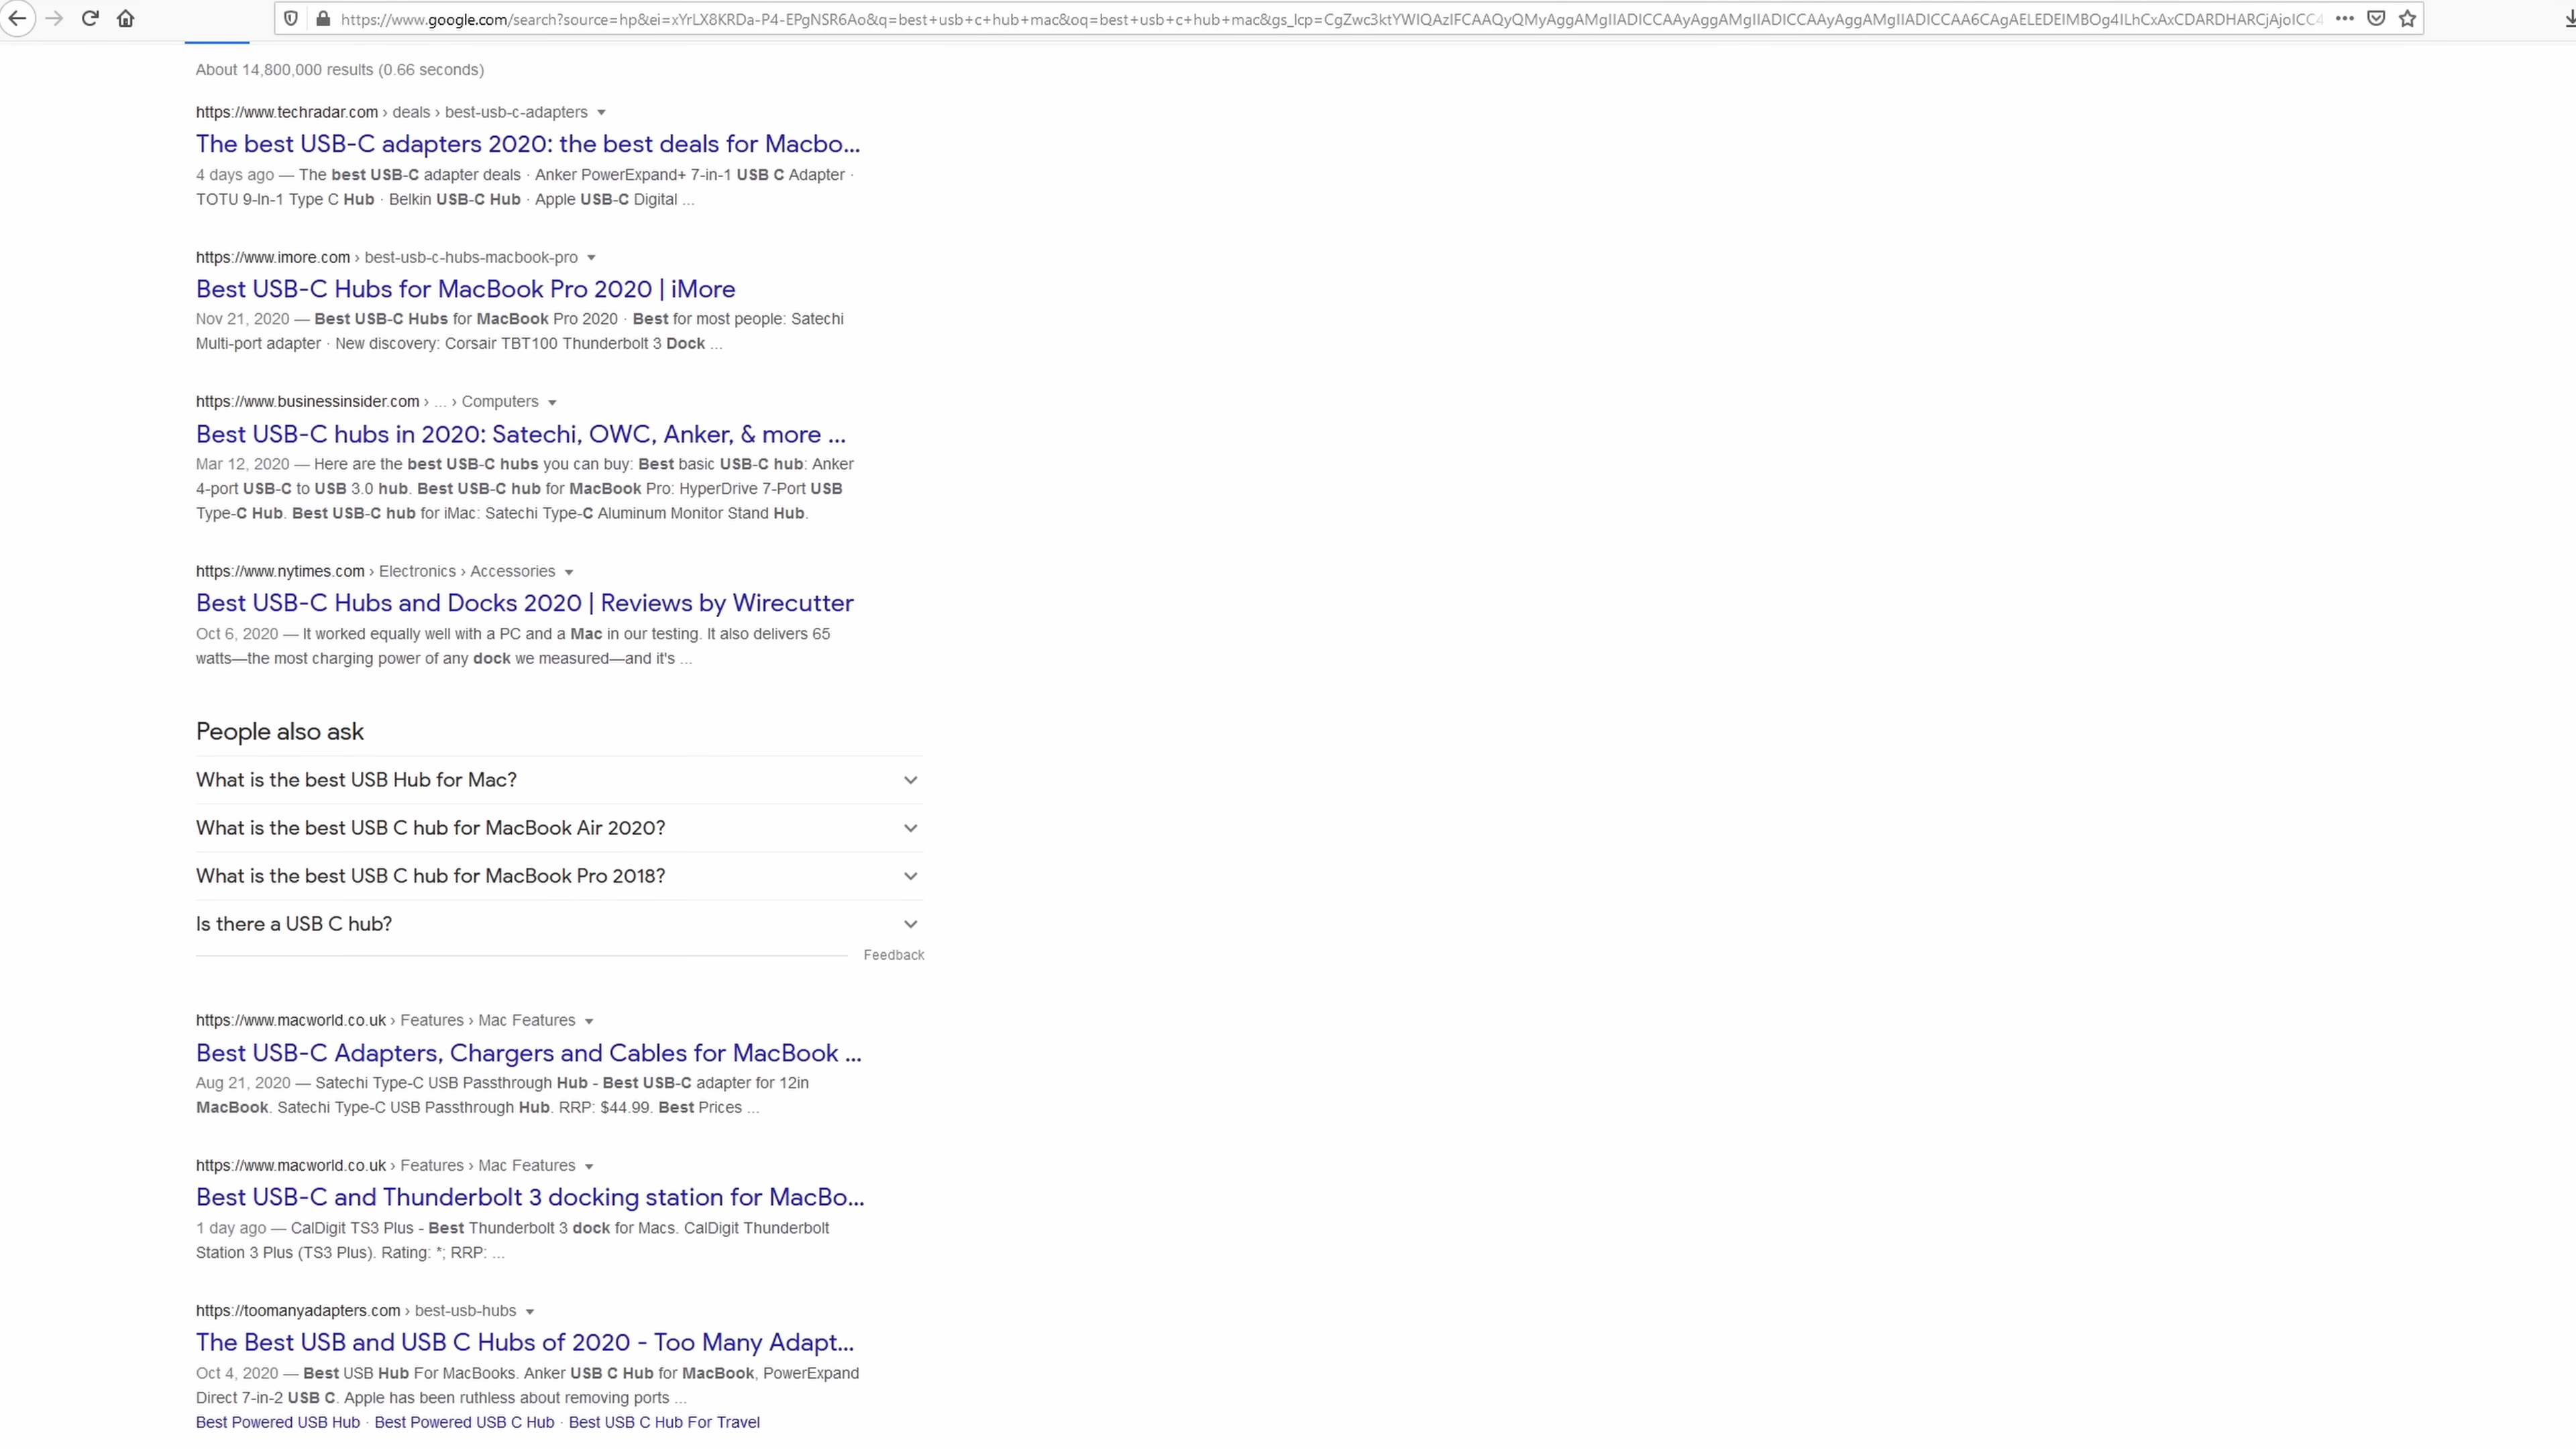 https://www.google.com/search?source=hp&ei=xYrLX8KRDa-P4-EPgNSR6Ao&q=best+usb+c+hub+mac&oq=best+usb+c+hub+mac&gs_lcp=
About 14,800,000 results (0.66 seconds)
https://www.techradar.com › deals › best-usb-c-adapters
The best USB-C adapters 2020: the best deals for Macbo...
4 days ago — The best USB-C adapter deals · Anker PowerExpand+ 7-in-1 USB C Adapter ·
TOTU 9-In-1 Type C Hub · Belkin USB-C Hub · Apple USB-C Digital ...
https://www.imore.com › best-usb-c-hubs-macbook-pro
Best USB-C Hubs for MacBook Pro 2020 | iMore
Nov 21, 2020 — Best USB-C Hubs for MacBook Pro 2020 · Best for most people: Satechi
Multi-port adapter · New discovery: Corsair TBT100 Thunderbolt 3 Dock ...
https://www.businessinsider.com › ... › Computers
Best USB-C hubs in 2020: Satechi, OWC, Anker, & more ...
Mar 12, 2020 — Here are the best USB-C hubs you can buy: Best basic USB-C hub: Anker
4-port USB-C to USB 3.0 hub. Best USB-C hub for MacBook Pro: HyperDrive 7-Port USB
Type-C Hub. Best USB-C hub for iMac: Satechi Type-C Aluminum Monitor Stand Hub.
https://www.nytimes.com › Electronics › Accessories
Best USB-C Hubs and Docks 2020 | Reviews by Wirecutter
Oct 6, 2020 — It worked equally well with a PC and a Mac in our testing. It also delivers 65
watts—the most charging power of any dock we measured—and it's ...
People also ask
What is the best USB Hub for Mac?
What is the best USB C hub for MacBook Air 2020?
What is the best USB C hub for MacBook Pro 2018?
Is there a USB C hub?
Feedback
https://www.macworld.co.uk › Features › Mac Features
Best USB-C Adapters, Chargers and Cables for MacBook ...
Aug 21, 2020 — Satechi Type-C USB Passthrough Hub - Best USB-C adapter for 12in
MacBook. Satechi Type-C USB Passthrough Hub. RRP: $44.99. Best Prices ...
https://www.macworld.co.uk › Features › Mac Features
Best USB-C and Thunderbolt 3 docking station for MacBo...
1 day ago — CalDigit TS3 Plus - Best Thunderbolt 3 dock for Macs. CalDigit Thunderbolt
Station 3 Plus (TS3 Plus). Rating: *; RRP: ...
https://toomanyadapters.com › best-usb-hubs
The Best USB and USB C Hubs of 2020 - Too Many Adapt...
Oct 4, 2020 — Best USB Hub For MacBooks. Anker USB C Hub for MacBook, PowerExpand
Direct 7-in-2 USB C. Apple has been ruthless about removing ports ...
Best Powered USB Hub · Best Powered USB C Hub · Best USB C Hub For Travel